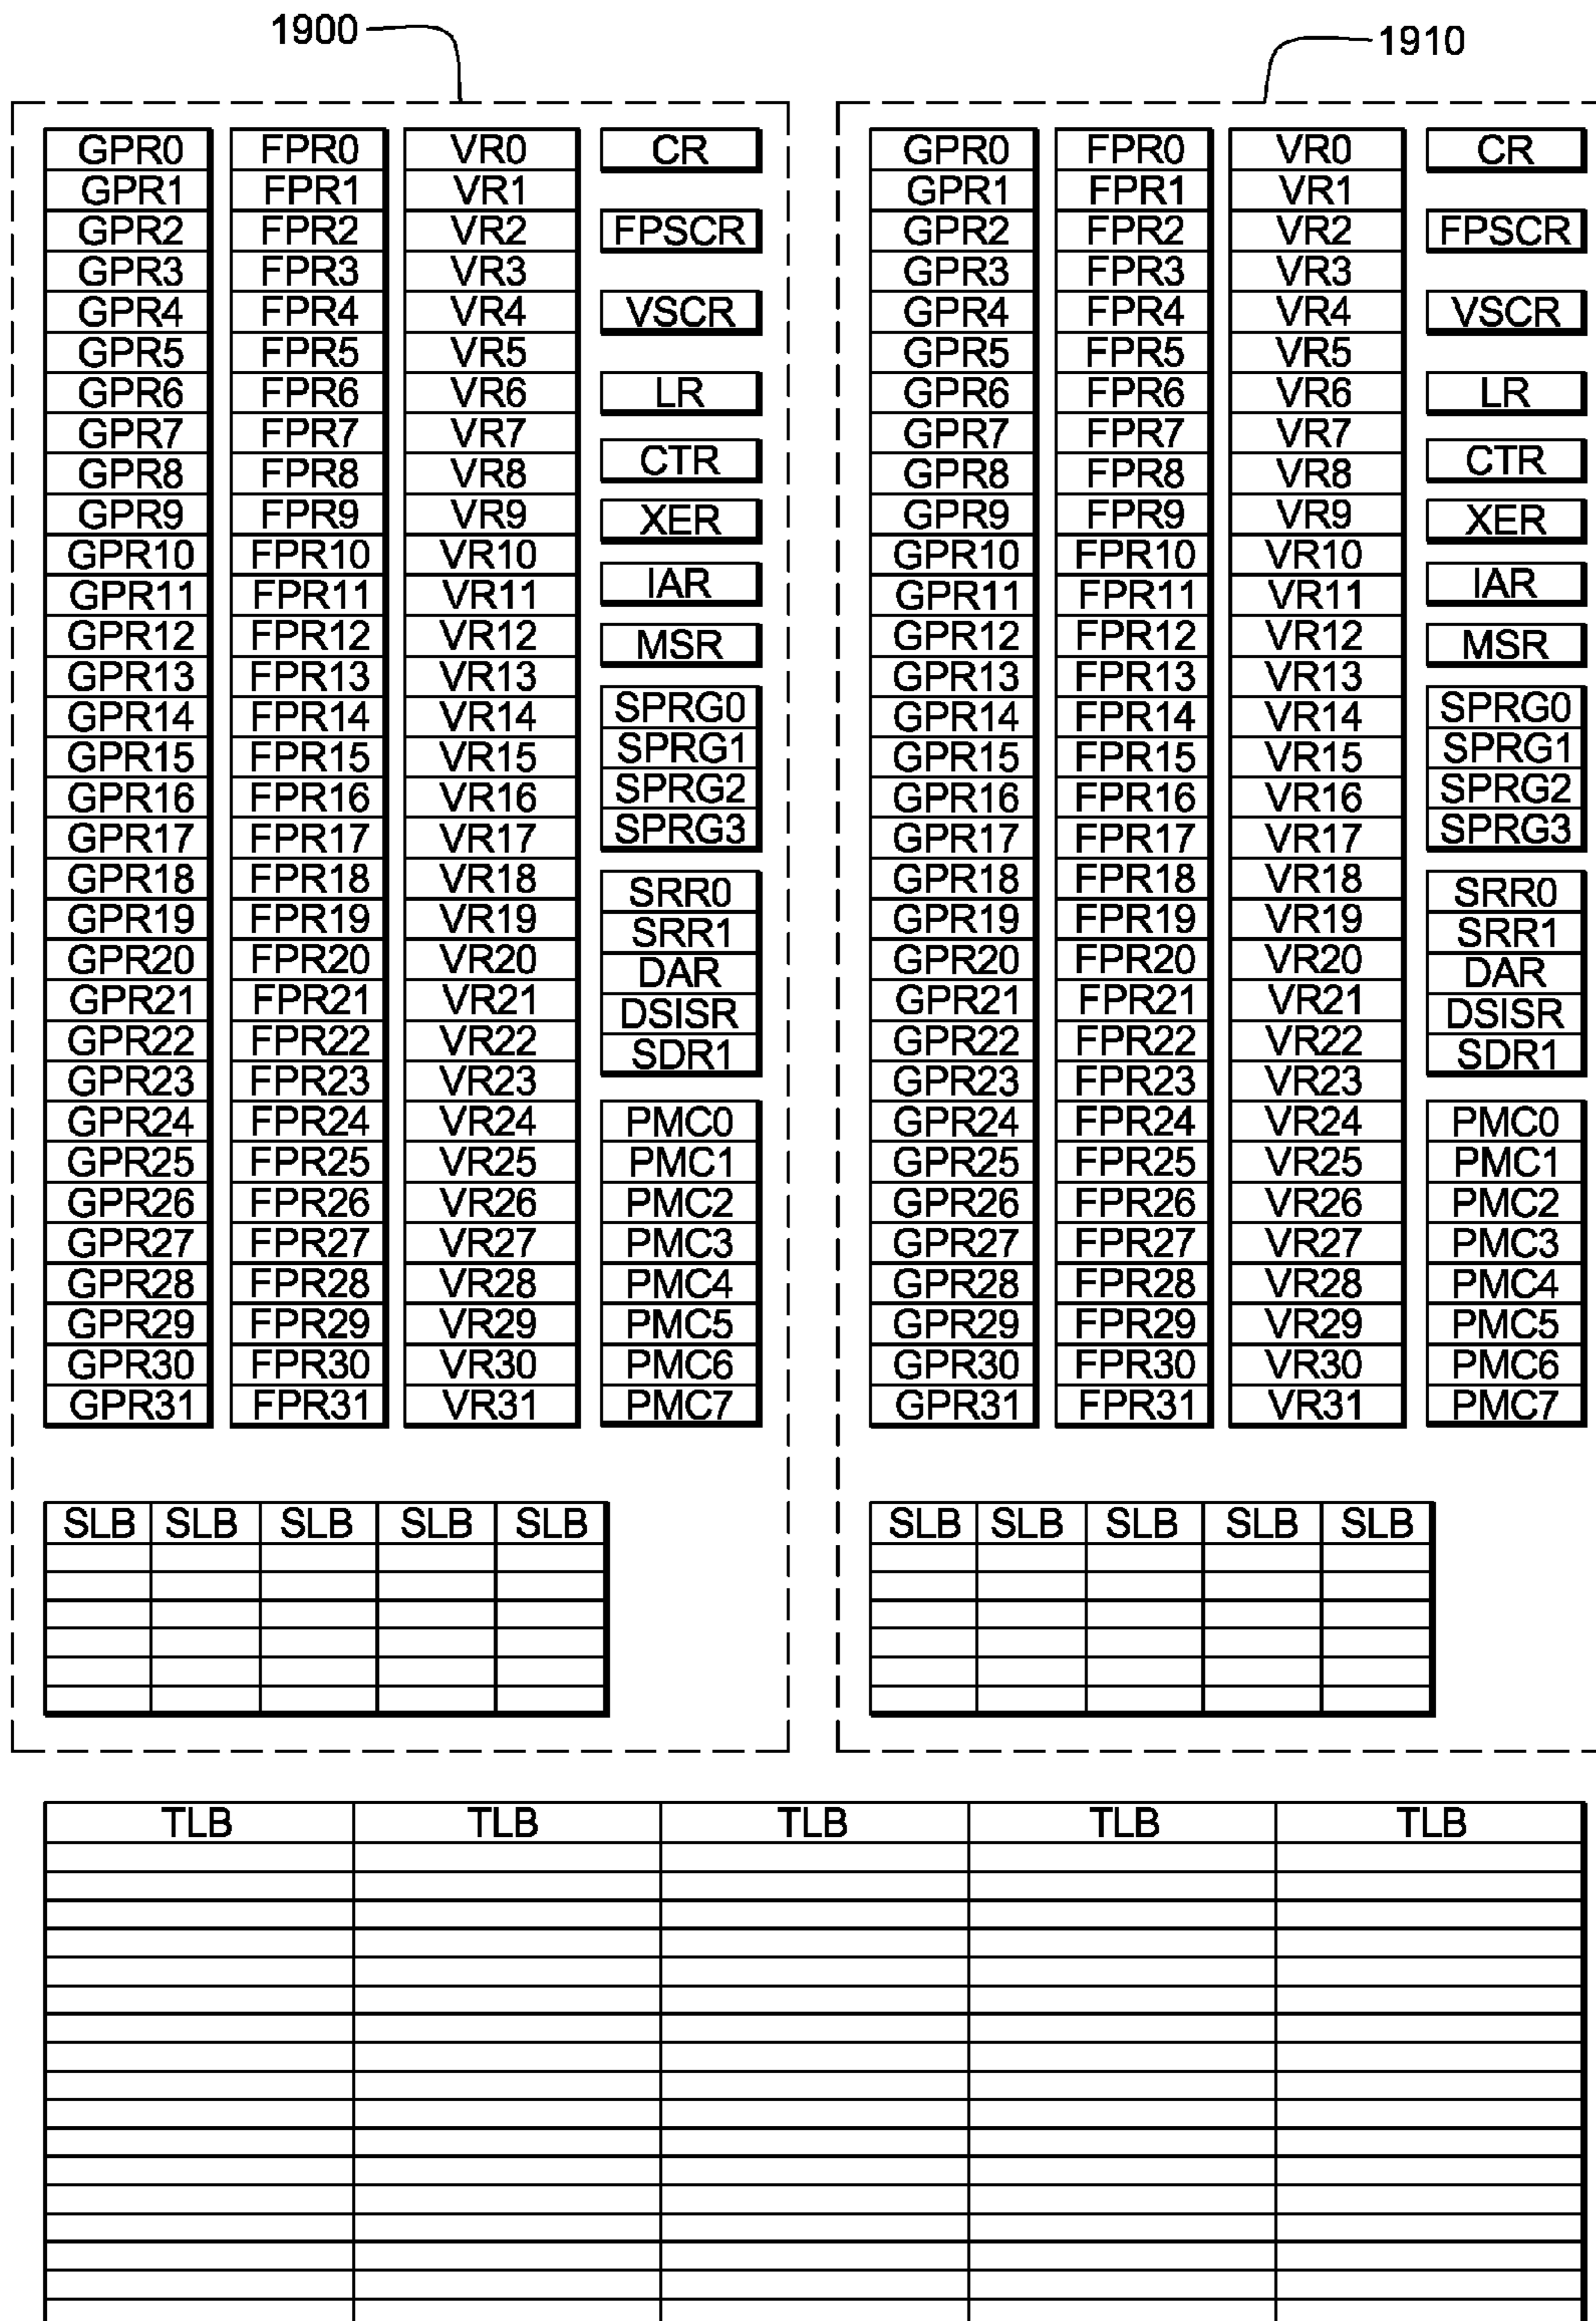 1900
1910
GPR0 FPR0 VR0 CR
GPR1 FPR1 VR1
GPR2 FPR2 VR2 FPSCR
GPR3 FPR3 VR3
GPR4 FPR4 VR4 VSCR
GPR5 FPR5 VR5
GPR6 FPR6 VR6 LR
GPR7 FPR7 VR7
GPR8 FPR8 VR8 CTR
GPR9 FPR9 VR9 XER
GPR10 FPR10 VR10
GPR11 FPR11 VR11 IAR
GPR12 FPR12 VR12 MSR
GPR13 FPR13 VR13
GPR14 FPR14 VR14 SPRG0
GPR15 FPR15 VR15 SPRG1
GPR16 FPR16 VR16 SPRG2
GPR17 FPR17 VR17 SPRG3
GPR18 FPR18 VR18 SRR0
GPR19 FPR19 VR19 SRR1
GPR20 FPR20 VR20 DAR
GPR21 FPR21 VR21 DSISR
GPR22 FPR22 VR22 SDR1
GPR23 FPR23 VR23
GPR24 FPR24 VR24 PMC0
GPR25 FPR25 VR25 PMC1
GPR26 FPR26 VR26 PMC2
GPR27 FPR27 VR27 PMC3
GPR28 FPR28 VR28 PMC4
GPR29 FPR29 VR29 PMC5
GPR30 FPR30 VR30 PMC6
GPR31 FPR31 VR31 PMC7
SLB SLB SLB SLB SLB
GPR0 FPR0 VR0 CR
GPR1 FPR1 VR1
GPR2 FPR2 VR2 FPSCR
GPR3 FPR3 VR3
GPR4 FPR4 VR4 VSCR
GPR5 FPR5 VR5
GPR6 FPR6 VR6 LR
GPR7 FPR7 VR7
GPR8 FPR8 VR8 CTR
GPR9 FPR9 VR9 XER
GPR10 FPR10 VR10
GPR11 FPR11 VR11 IAR
GPR12 FPR12 VR12 MSR
GPR13 FPR13 VR13
GPR14 FPR14 VR14 SPRG0
GPR15 FPR15 VR15 SPRG1
GPR16 FPR16 VR16 SPRG2
GPR17 FPR17 VR17 SPRG3
GPR18 FPR18 VR18 SRR0
GPR19 FPR19 VR19 SRR1
GPR20 FPR20 VR20 DAR
GPR21 FPR21 VR21 DSISR
GPR22 FPR22 VR22 SDR1
GPR23 FPR23 VR23
GPR24 FPR24 VR24 PMC0
GPR25 FPR25 VR25 PMC1
GPR26 FPR26 VR26 PMC2
GPR27 FPR27 VR27 PMC3
GPR28 FPR28 VR28 PMC4
GPR29 FPR29 VR29 PMC5
GPR30 FPR30 VR30 PMC6
GPR31 FPR31 VR31 PMC7
SLB SLB SLB SLB SLB
TLB TLB TLB TLB TLB